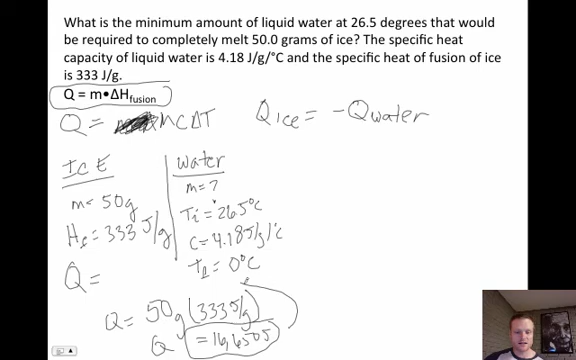 What is the minimum amount of liquid water at 26.5 degrees that would
be required to completely melt 50.0 grams of ice? The specific heat
capacity of liquid water is 4.18 J/g/°C and the specific heat of fusion of ice
is 333 J/g.
Q = m•ΔHfusion
Q = mCΔT
Qice = -Qwater
ICE
m= 50g
Hf = 333 J/g
Q =
Water
m= ?
Ti = 26.5°C
C= 4.18 J/g/°C
Tf = 0°C
Q = 50g (333 J/g)
Q = 16,650J